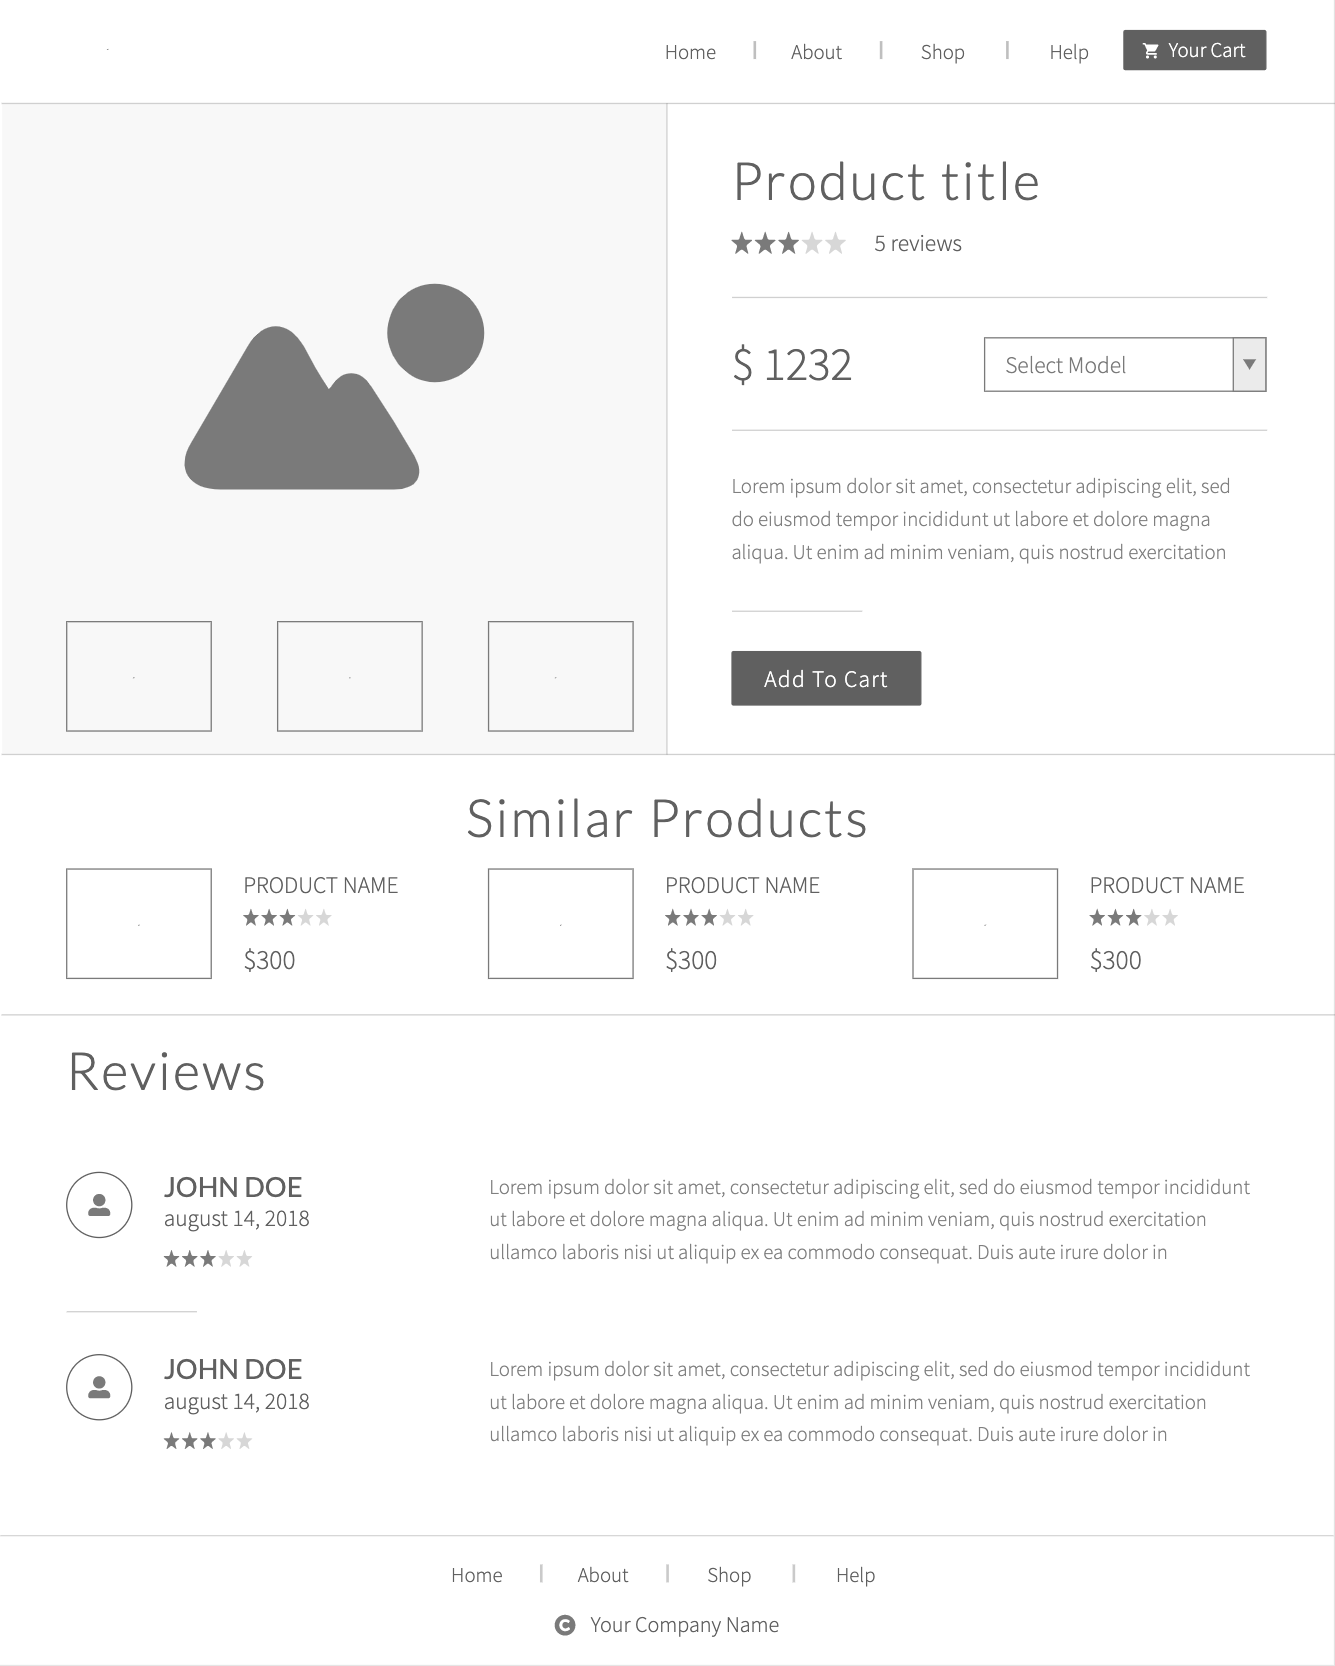 Home | About | Shop | Help Your Cart
Product title
5 reviews
$ 1232
Select Model
Lorem ipsum dolor sit amet, consectetur adipiscing elit, sed
do eiusmod tempor incididunt ut labore et dolore magna
aliqua. Ut enim ad minim veniam, quis nostrud exercitation
Add To Cart
Similar Products
PRODUCT NAME
$300
PRODUCT NAME
$300
PRODUCT NAME
$300
Reviews
JOHN DOE
august 14, 2018
Lorem ipsum dolor sit amet, consectetur adipiscing elit, sed do eiusmod tempor incididunt
ut labore et dolore magna aliqua. Ut enim ad minim veniam, quis nostrud exercitation
ullamco laboris nisi ut aliquip ex ea commodo consequat. Duis aute irure dolor in
JOHN DOE
august 14, 2018
Lorem ipsum dolor sit amet, consectetur adipiscing elit, sed do eiusmod tempor incididunt
ut labore et dolore magna aliqua. Ut enim ad minim veniam, quis nostrud exercitation
ullamco laboris nisi ut aliquip ex ea commodo consequat. Duis aute irure dolor in
Home | About | Shop | Help
© Your Company Name